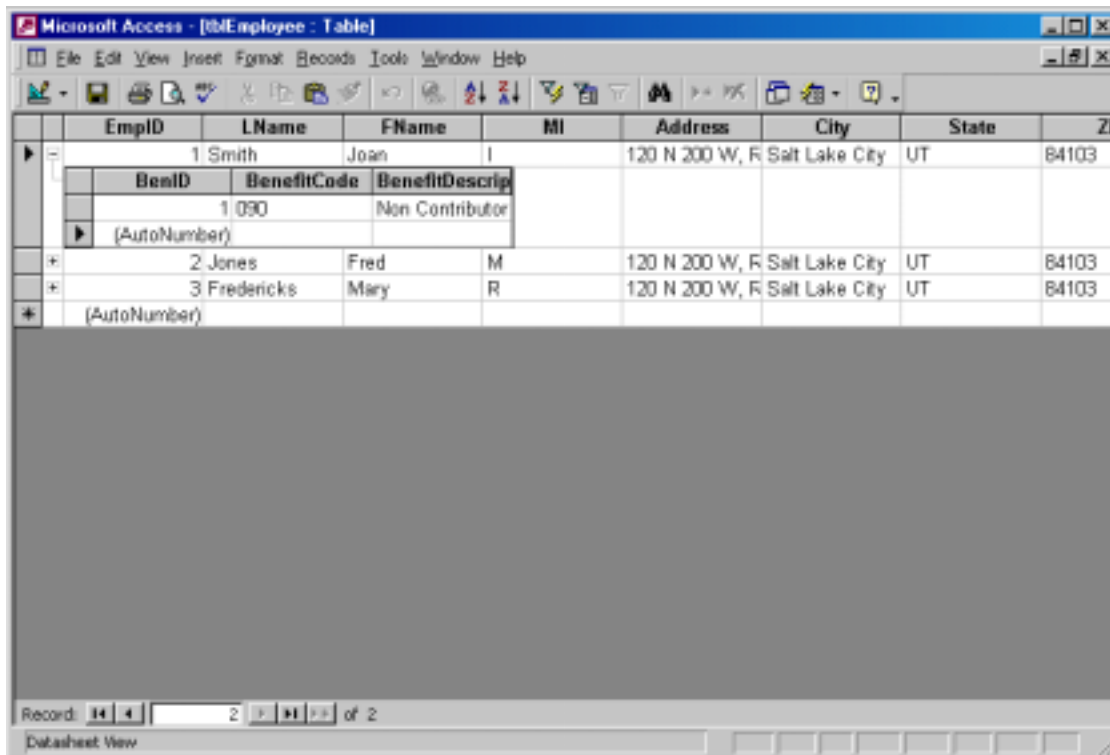 Microsoft Access - [tblEmployee : Table]
File Edit View Insert Format Records Tools Window Help
EmpID LName FName MI Address City State Z
1 Smith Joan I 120 N 200 W, R Salt Lake City UT 84103
BenID BenefitCode BenefitDescrip
1 090 Non Contributor
(AutoNumber)
2 Jones Fred M 120 N 200 W, R Salt Lake City UT 84103
3 Fredericks Mary R 120 N 200 W, R Salt Lake City UT 84103
(AutoNumber)
Record: 2 of 2
Datasheet View